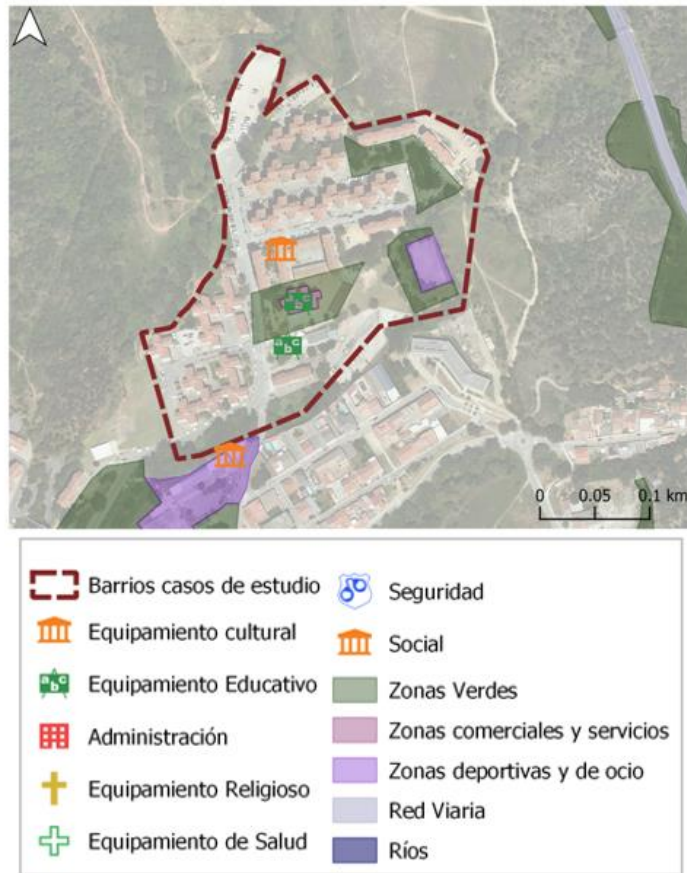 0 0.05 0.1 km
Barrios casos de estudio
Equipamiento cultural
abc Equipamiento Educativo
Administración
Equipamiento Religioso
Equipamiento de Salud
Seguridad
Social
Zonas Verdes
Zonas comerciales y servicios
Zonas deportivas y de ocio
Red Viaria
Ríos